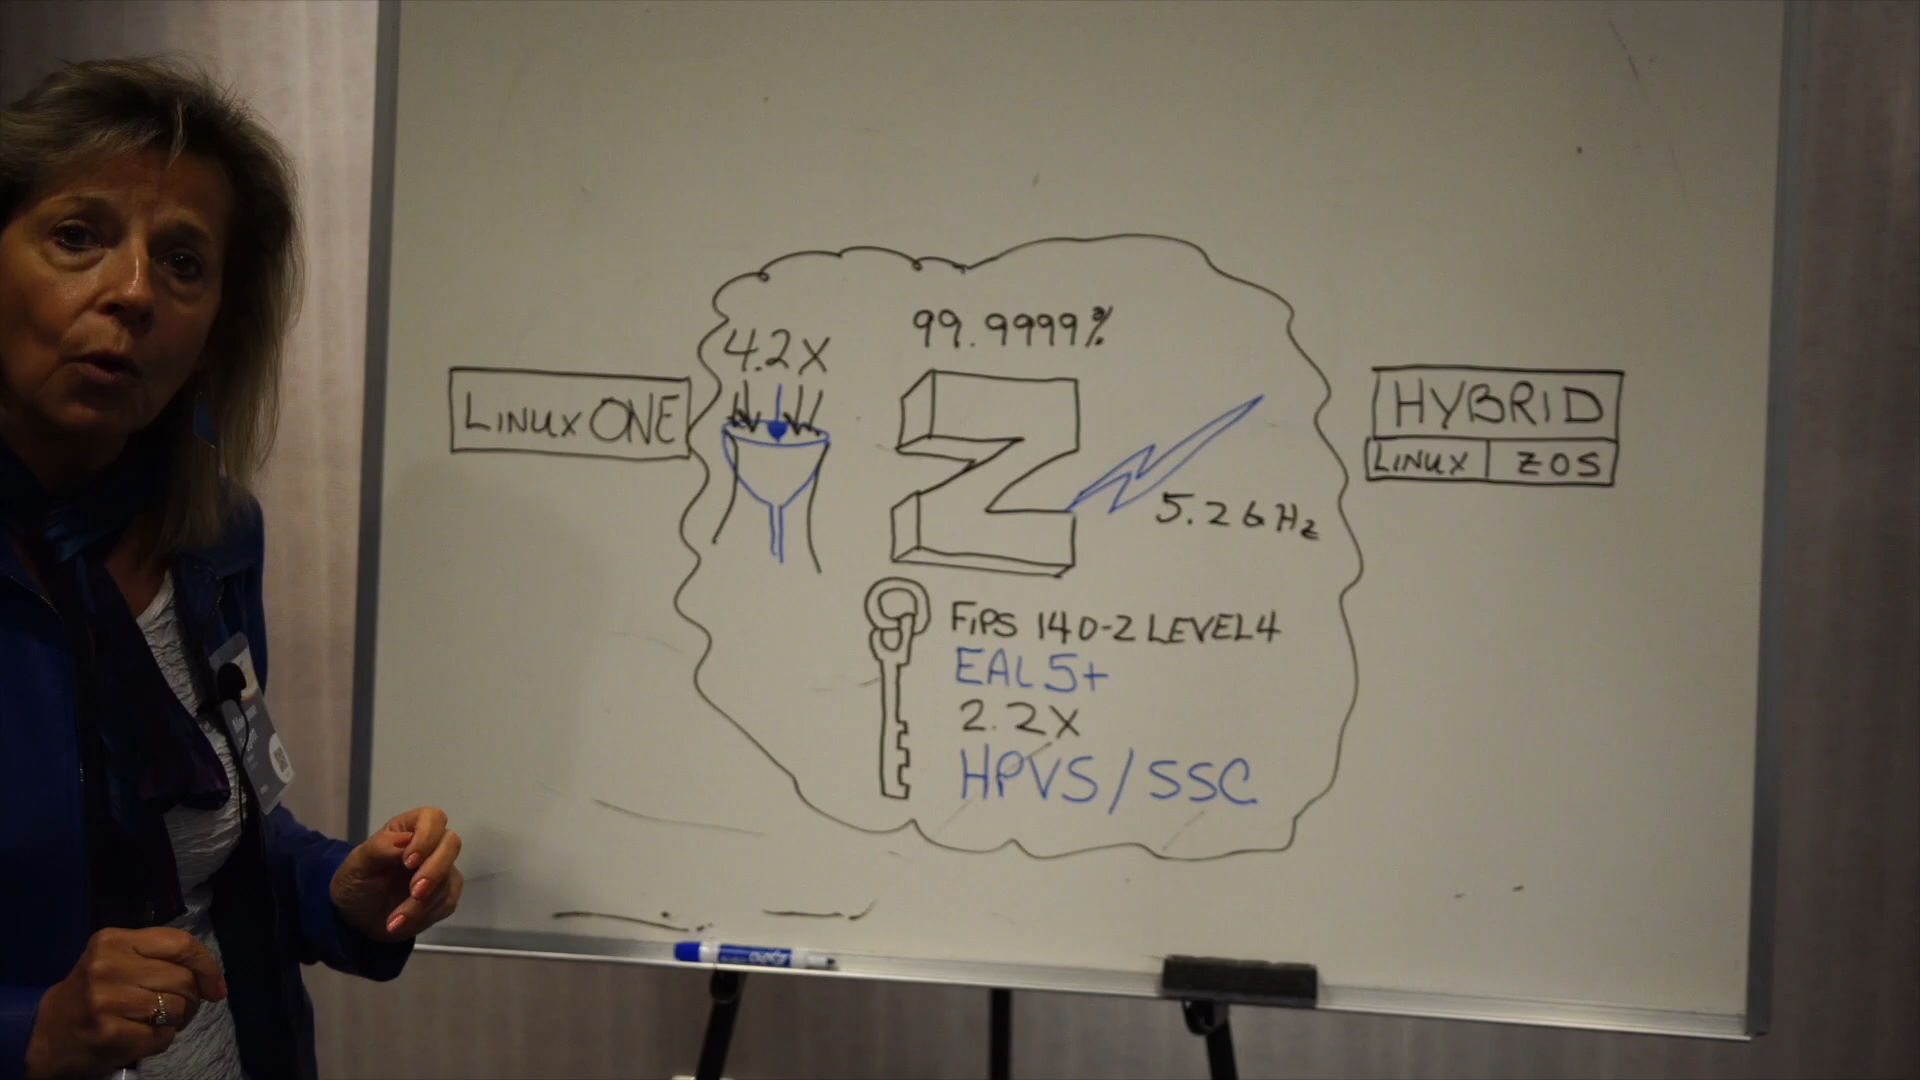 99.9999%
4.2X
LINUXONE
Z
HYBRID
LINUX | ZOS
5.2GHz
FIPS 140-2 LEVEL4
EAL5+
2.2X
HPVS/SSC
EXPO